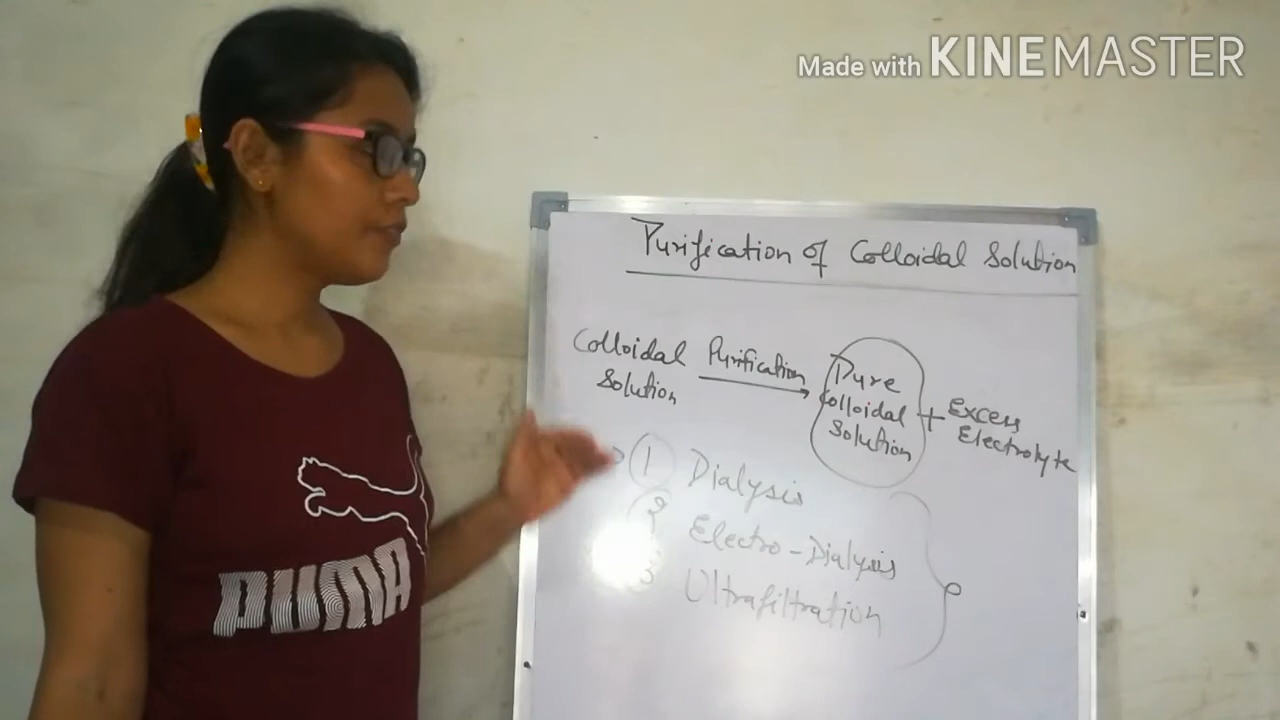 Made with KINEMASTER
Purification of Colloidal Solution
Colloidal Purification Pure
Solution Colloidal + Excess
Solution Electrolyte
1 Dialysis
2 Electro-Dialysis
3 Ultrafiltration
PUMA